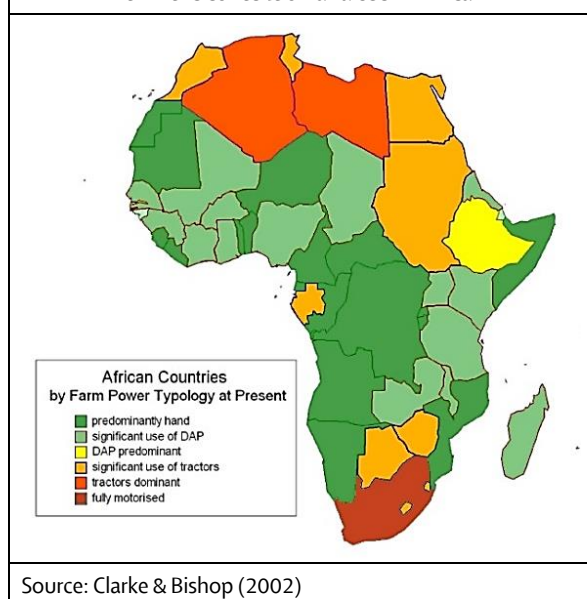 African Countries
by Farm Power Typology at Present
predominantly hand
significant use of DAP
DAP predominant
significant use of tractors
tractors dominant
fully motorised
Source: Clarke & Bishop (2002)